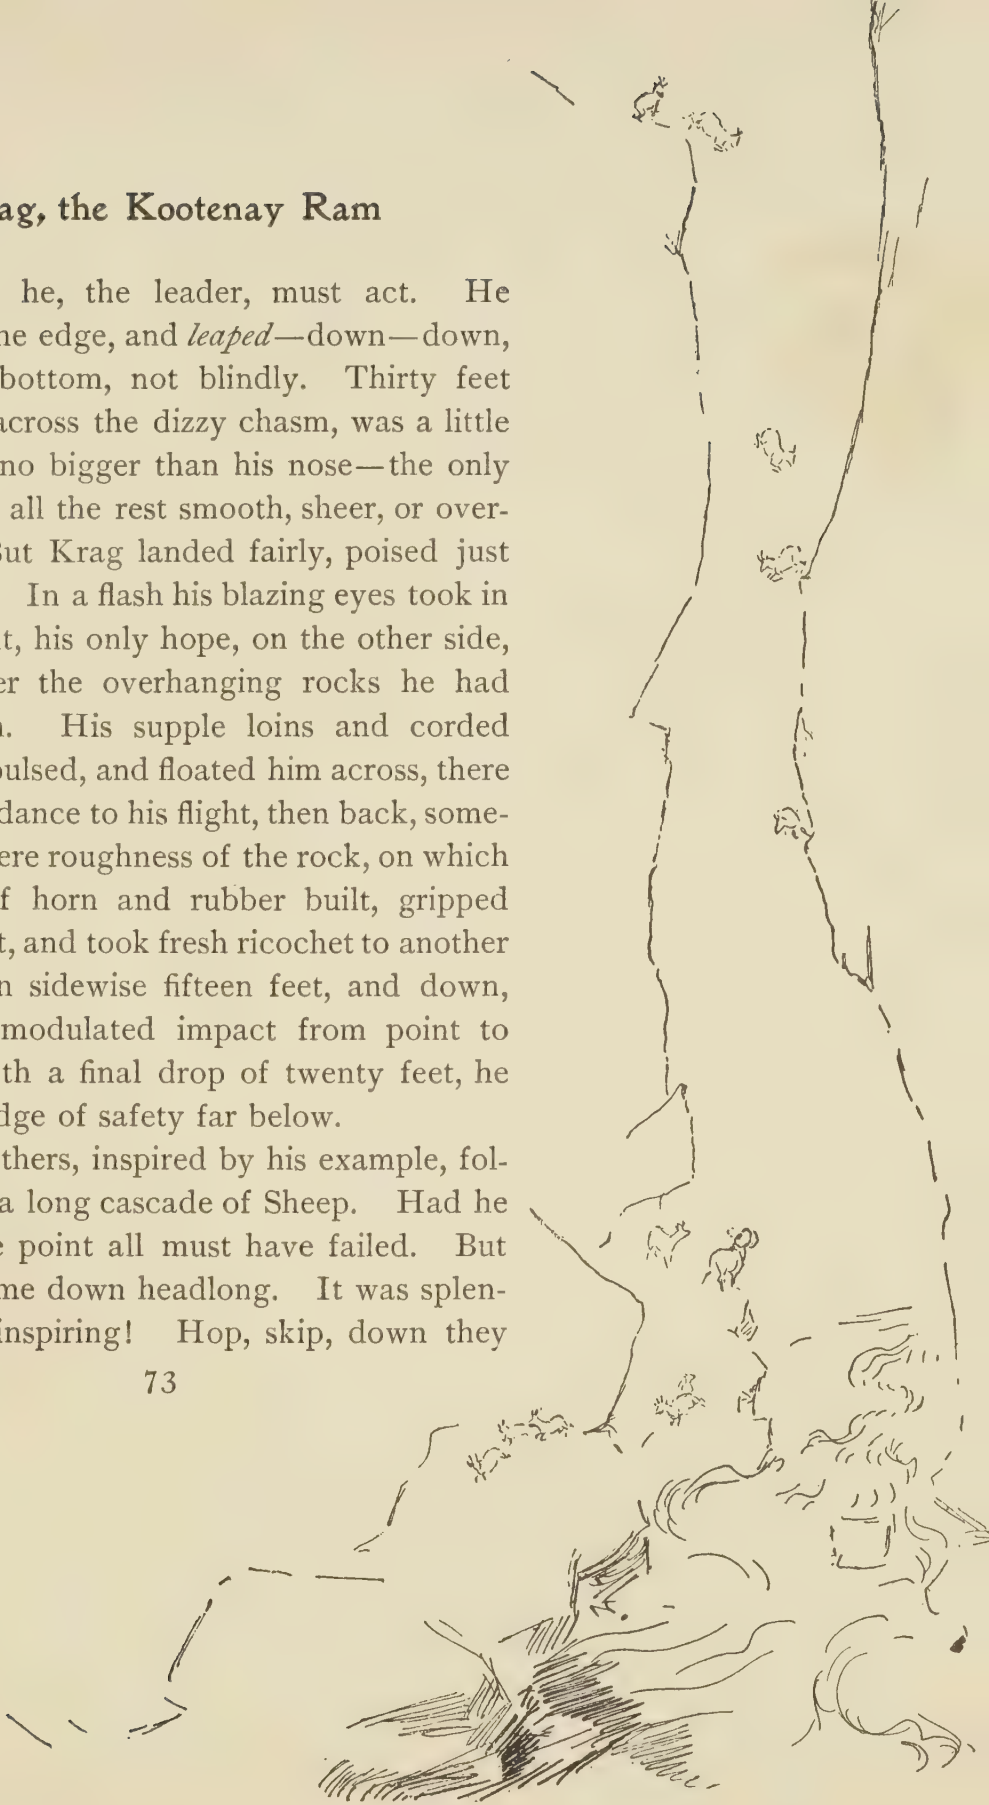 ag, the Kootenay Ram
he, the leader, must act. He
he edge, and leaped—down—down,
bottom, not blindly. Thirty feet
across the dizzy chasm, was a little
no bigger than his nose—the only
all the rest smooth, sheer, or over-
But Krag landed fairly, poised just
In a flash his blazing eyes took in
t, his only hope, on the other side,
er the overhanging rocks he had
n. His supple loins and corded
pulsed, and floated him across, there
dance to his flight, then back, some-
ere roughness of the rock, on which
f horn and rubber built, gripped
t, and took fresh ricochet to another
n sidewise fifteen feet, and down,
modulated impact from point to
th a final drop of twenty feet, he
dge of safety far below.
thers, inspired by his example, fol-
a long cascade of Sheep. Had he
e point all must have failed. But
me down headlong. It was splen-
inspiring! Hop, skip, down they
73